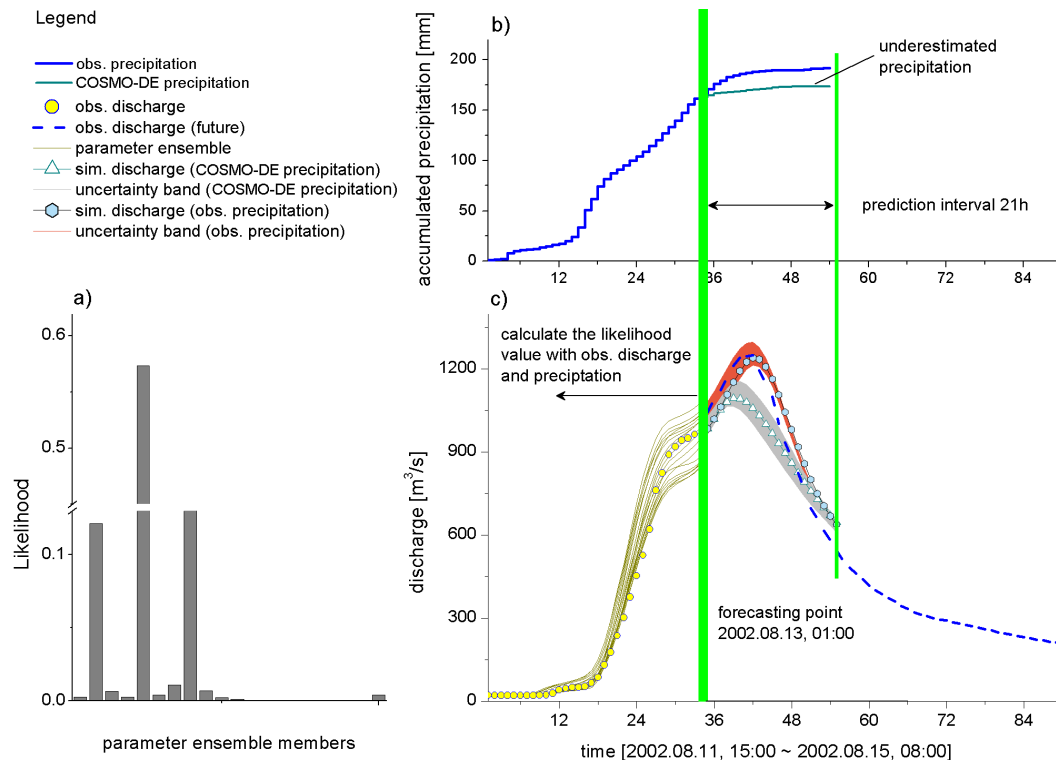 Legend
obs. precipitation
COSMO-DE precipitation
obs. discharge
obs. discharge (future)
parameter ensemble
sim. discharge (COSMO-DE precipitation)
uncertainty band (COSMO-DE precipitation)
sim. discharge (obs. precipitation)
uncertainty band (obs. precipitation)
b)
accumulated precipitation [mm]
200
150
100
50
0
12 24 36 48 60 72 84
underestimated
precipitation
prediction interval 21h
a)
Likelihood
0.6
0.5
0.1
0.0
parameter ensemble members
c)
discharge [m³/s]
1200
900
600
300
0
calculate the likelihood
value with obs. discharge
and preciptation
forecasting point
2002.08.13, 01:00
12 24 36 48 60 72 84
time [2002.08.11, 15:00 ~ 2002.08.15, 08:00]